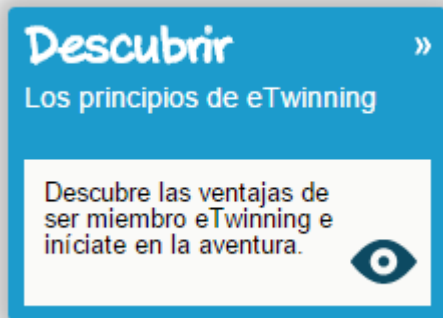 Descubrir »
Los principios de eTwinning
Descubre las ventajas de
ser miembro eTwinning e
iníciate en la aventura.